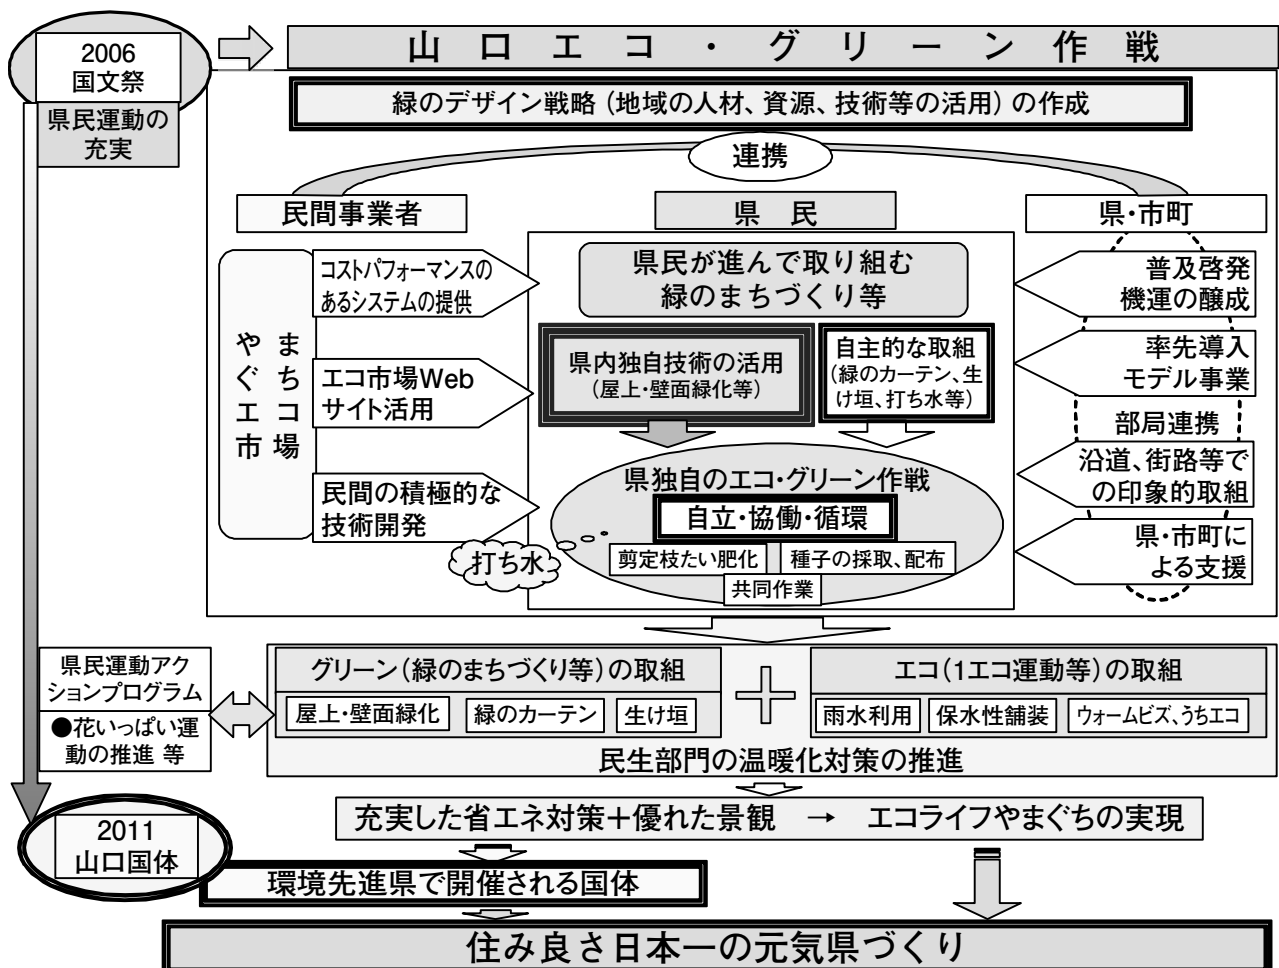 2006
国文祭
県民運動の
充実
山口エコ・グリーン作戦
緑のデザイン戦略（地域の人材、資源、技術等の活用）の作成
連携
民間事業者
県民
県・市町
やまぐちエコ市場
コストパフォーマンスの
あるシステムの提供
エコ市場Web
サイト活用
民間の積極的な
技術開発
県民が進んで取り組む
緑のまちづくり等
県内独自技術の活用
（屋上・壁面緑化等）
自主的な取組
（緑のカーテン、生
け垣、打ち水等）
県独自のエコ・グリーン作戦
自立・協働・循環
剪定枝たい肥化
種子の採取、配布
共同作業
打ち水
普及啓発
機運の醸成
率先導入
モデル事業
部局連携
沿道、街路等で
の印象的取組
県・市町に
よる支援
県民運動アク
ションプログラム
●花いっぱい運
動の推進 等
グリーン（緑のまちづくり等）の取組
屋上・壁面緑化
緑のカーテン
生け垣
エコ（1エコ運動等）の取組
雨水利用
保水性舗装
ウォームビズ、うちエコ
民生部門の温暖化対策の推進
充実した省エネ対策＋優れた景観 → エコライフやまぐちの実現
2011
山口国体
環境先進県で開催される国体
住み良さ日本一の元気県づくり